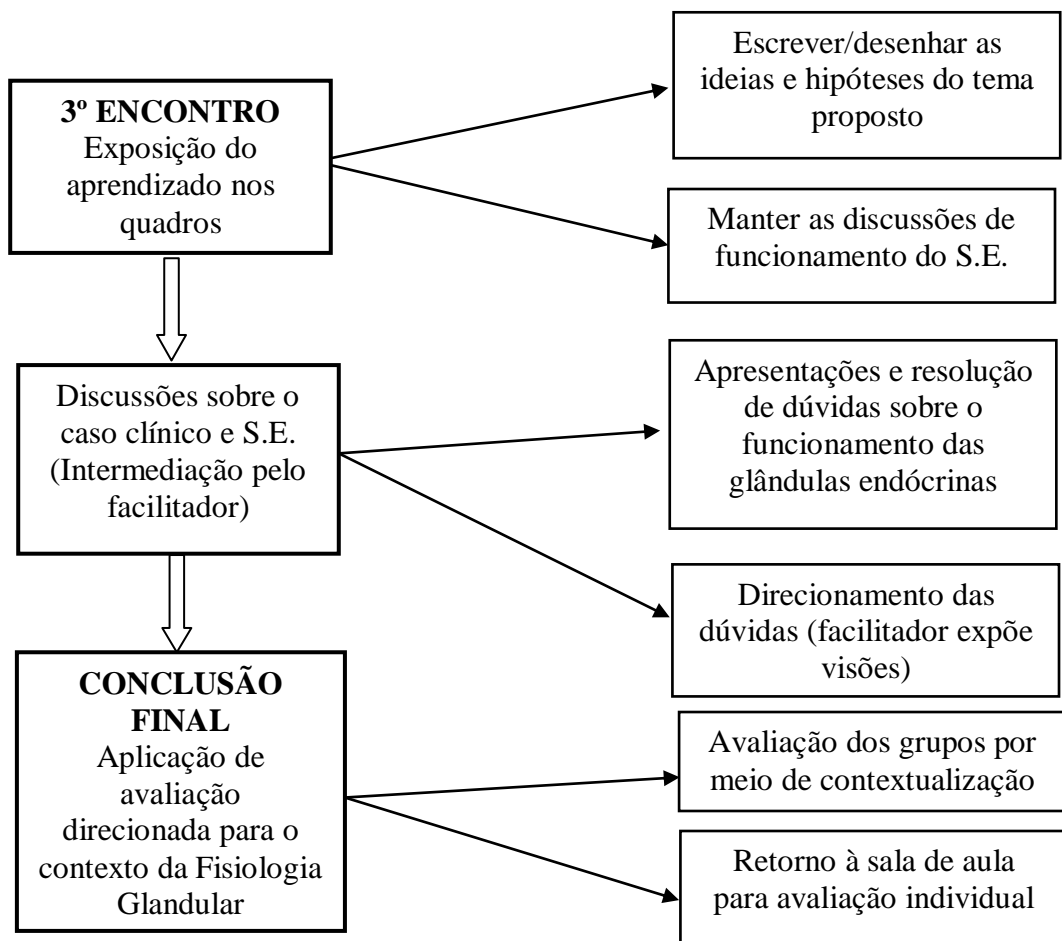 3º ENCONTRO
Exposição do
aprendizado nos
quadros
Escrever/desenhar as
ideias e hipóteses do tema
proposto
Manter as discussões de
funcionamento do S.E.
Discussões sobre o
caso clínico e S.E.
(Intermediação pelo
facilitador)
Apresentações e resolução
de dúvidas sobre o
funcionamento das
glândulas endócrinas
Direcionamento das
dúvidas (facilitador expõe
visões)
CONCLUSÃO
FINAL
Aplicação de
avaliação
direcionada para o
contexto da Fisiologia
Glandular
Avaliação dos grupos por
meio de contextualização
Retorno à sala de aula
para avaliação individual